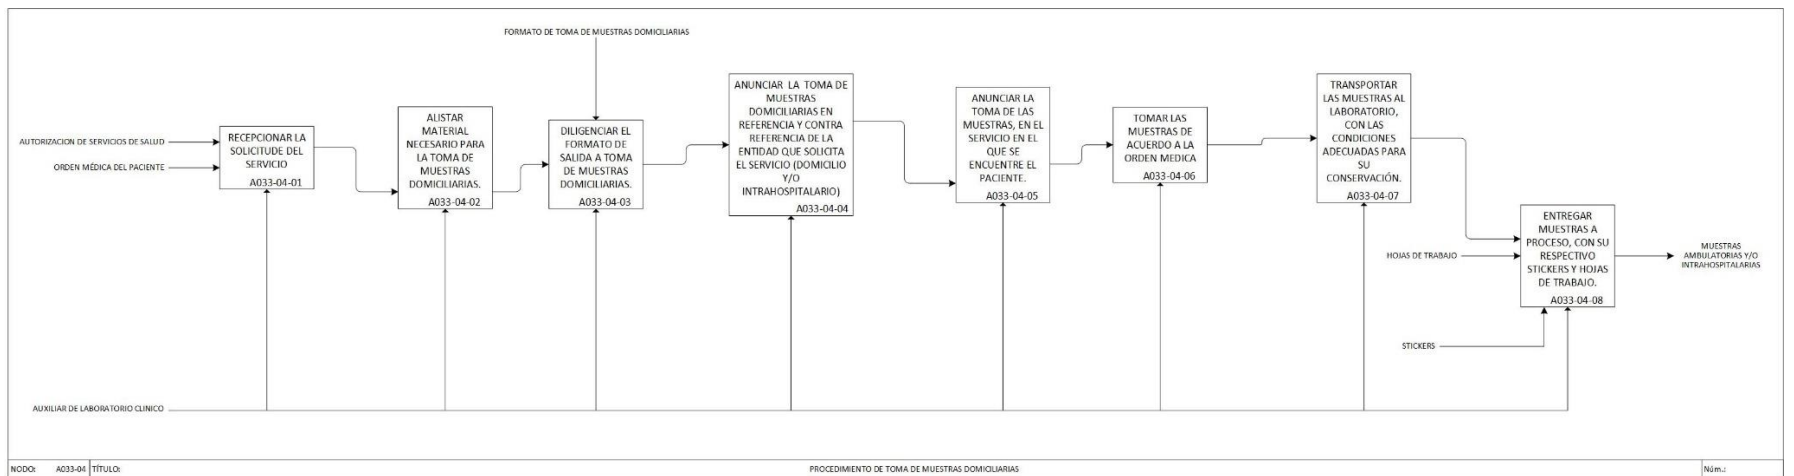 FORMATO DE TOMA DE MUESTRAS DOMICILIARIAS
AUTORIZACION DE SERVICIOS DE SALUD
ORDEN MÉDICA DEL PACIENTE
RECEPCIONAR LA
SOLICITUDE DEL
SERVICIO
A033-04-01
ALISTAR
MATERIAL
NECESARIO PARA
LA TOMA DE
MUESTRAS
DOMICILIARIAS.
A033-04-02
DILIGENCIAR EL
FORMATO DE
SALIDA A TOMA
DE MUESTRAS
DOMICILIARIAS.
A033-04-03
ANUNCIAR LA TOMA DE
MUESTRAS
DOMICILIARIAS EN
REFERENCIA Y CONTRA
REFERENCIA DE LA
ENTIDAD QUE SOLICITA
EL SERVICIO (DOMICILIO
Y/O
INTRAHOSPITALARIO)
A033-04-04
ANUNCIAR LA
TOMA DE LAS
MUESTRAS, EN EL
SERVICIO EN EL
QUE SE
ENCUENTRE EL
PACIENTE.
A033-04-05
TOMAR LAS
MUESTRAS DE
ACUERDO A LA
ORDEN MEDICA
A033-04-06
TRANSPORTAR
LAS MUESTRAS AL
LABORATORIO,
CON LAS
CONDICIONES
ADECUADAS PARA
SU
CONSERVACIÓN.
A033-04-07
ENTREGAR
MUESTRAS A
PROCESO, CON SU
RESPECTIVO
STICKERS Y HOJAS
DE TRABAJO.
A033-04-08
HOJAS DE TRABAJO
STICKERS
MUESTRAS
AMBULATORIAS Y/O
INTRAHOSPITALARIAS
AUXILIAR DE LABORATORIO CLINICO
NODO: A033-04 TÍTULO: PROCEDIMIENTO DE TOMA DE MUESTRAS DOMICILIARIAS Núm.: